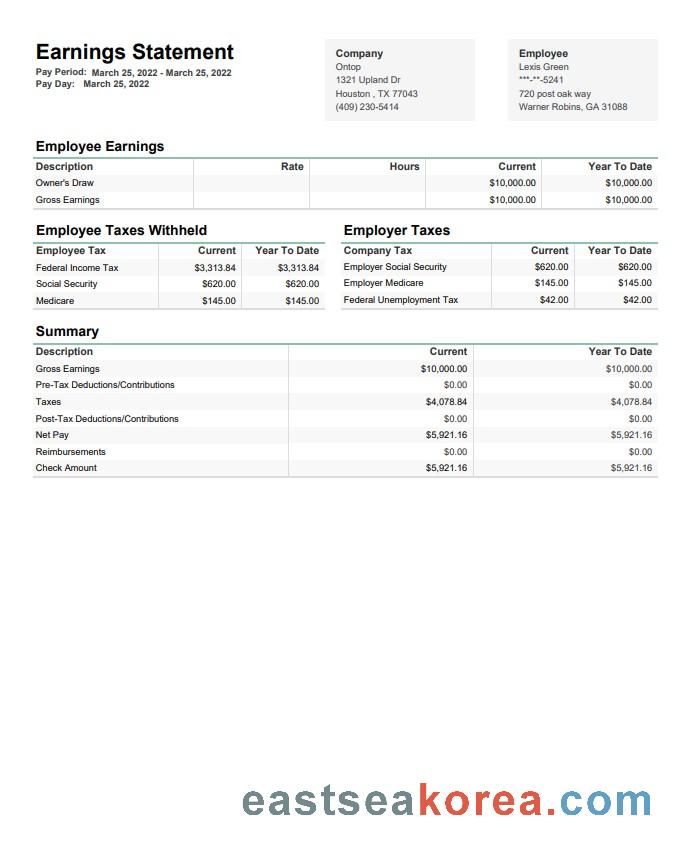 Earnings Statement
Pay Period: March 25, 2022 - March 25, 2022
Pay Day: March 25, 2022
Company
Ontop
1321 Upland Dr
Houston , TX 77043
(409) 230-5414
Employee
Lexis Green
***-**-5241
720 post oak way
Warner Robins, GA 31088
Employee Earnings
Description Rate Hours Current Year To Date
Owner's Draw $10,000.00 $10,000.00
Gross Earnings $10,000.00 $10,000.00
Employee Taxes Withheld
Employee Tax Current Year To Date
Federal Income Tax $3,313.84 $3,313.84
Social Security $620.00 $620.00
Medicare $145.00 $145.00
Employer Taxes
Company Tax Current Year To Date
Employer Social Security $620.00 $620.00
Employer Medicare $145.00 $145.00
Federal Unemployment Tax $42.00 $42.00
Summary
Description Current Year To Date
Gross Earnings $10,000.00 $10,000.00
Pre-Tax Deductions/Contributions $0.00 $0.00
Taxes $4,078.84 $4,078.84
Post-Tax Deductions/Contributions $0.00 $0.00
Net Pay $5,921.16 $5,921.16
Reimbursements $0.00 $0.00
Check Amount $5,921.16 $5,921.16
eastseakorea.com